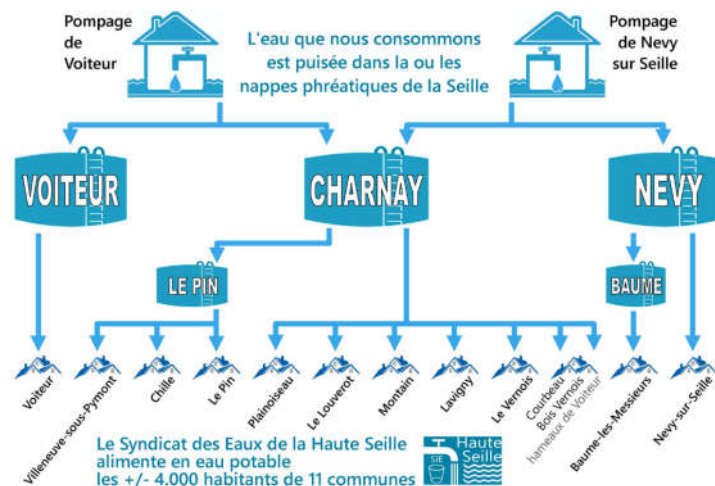 Pompage
de
Voiteur
L'eau que nous consommons
est puisée dans la ou les
nappes phréatiques de la Seille
Pompage
de Nevy
sur Seille
VOITEUR
CHARNAY
NEVY
LE PIN
BAUME
Voiteur
Villeneuve-sous-Pymont
Chille
Le Pin
Plainoiseau
Le Louverot
Montain
Lavigny
Le Vernois
Courbeau
Bois Vernois
hameaux de Voiteur
Baume-les-Messieurs
Nevy-sur-Seille
Le Syndicat des Eaux de la Haute Seille
alimente en eau potable
les +/- 4.000 habitants de 11 communes
SIE
Haute
Seille